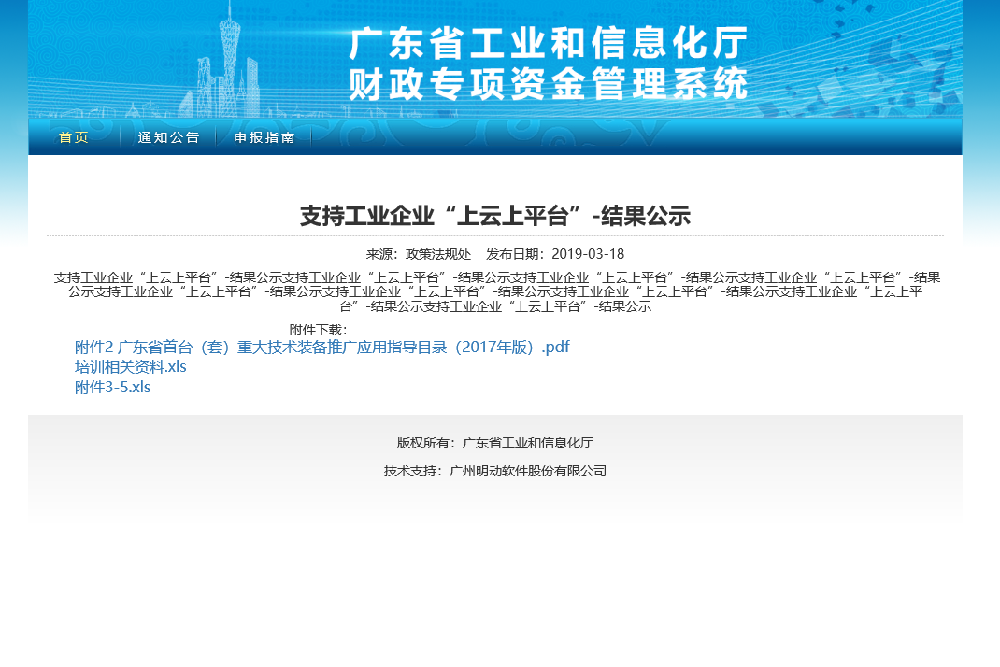 广东省工业和信息化厅
财政专项资金管理系统
首页 通知公告 申报指南
支持工业企业“上云上平台”-结果公示
来源：政策法规处 发布日期：2019-03-18
支持工业企业“上云上平台”-结果公示支持工业企业“上云上平台”-结果公示支持工业企业“上云上平台”-结果公示支持工业企业“上云上平台”-结果
公示支持工业企业“上云上平台”-结果公示支持工业企业“上云上平台”-结果公示支持工业企业“上云上平台”-结果公示支持工业企业“上云上平
台”-结果公示支持工业企业“上云上平台”-结果公示
附件下载：
附件2 广东省首台（套）重大技术装备推广应用指导目录（2017年版）.pdf
培训相关资料.xls
附件3-5.xls
版权所有：广东省工业和信息化厅
技术支持：广州明动软件股份有限公司